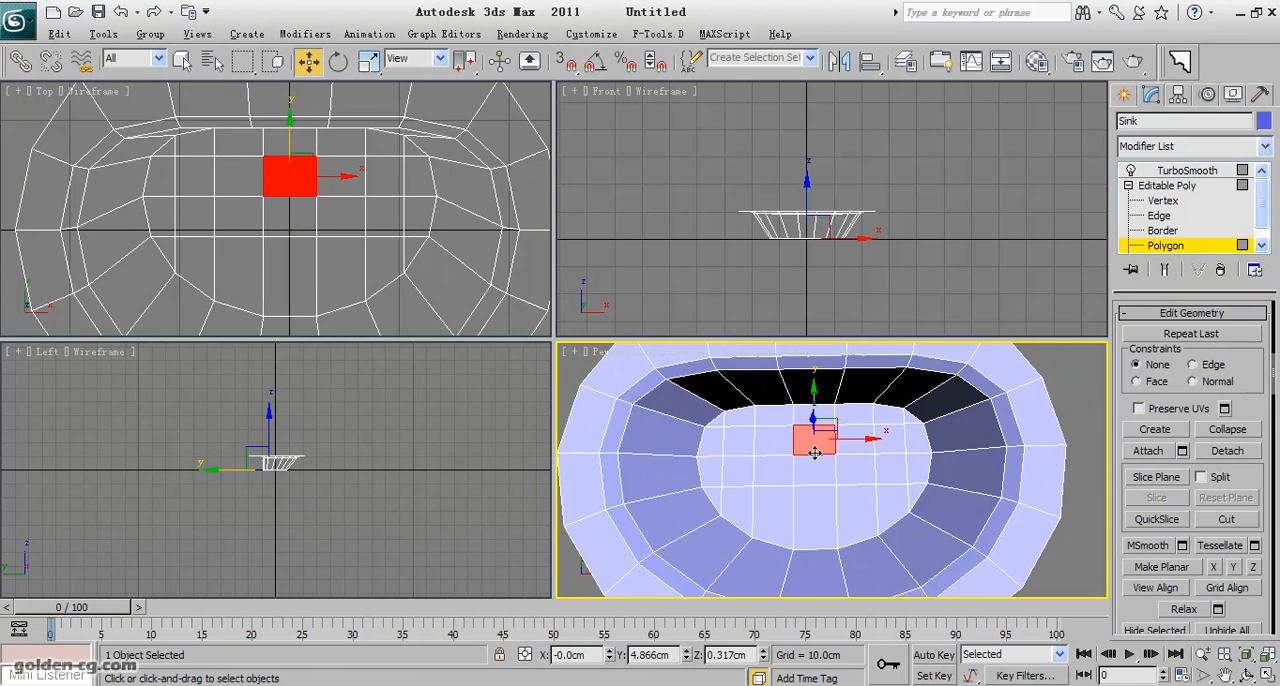 Autodesk 3ds Max 2011 Untitled
Type a keyword or phrase
Edit Tools Group Views Create Modifiers Animation Graph Editors Rendering Customize F-Tools.D MAXScript Help
All
View
Create Selection Set
ABC
[ + [] Top [] Wireframe ]
[ + [] Front [] Wireframe ]
Sink
Modifier List
TurboSmooth
Editable Poly
Vertex
Edge
Border
Polygon
y
x
z
x
z
x
[ + [] Left [] Wireframe ]
z
y
y
x
- Edit Geometry
Repeat Last
Constraints
None Edge
Face Normal
Preserve UVs
Create Collapse
Attach Detach
Slice Plane Split
Slice Reset Plane
QuickSlice Cut
MSmooth Tessellate
Make Planar X Y Z
View Align Grid Align
Relax
Hide Selected Unhide All
< 0 / 100 >
0 5 10 15 20 25 30 35 40 45 50 55 60 65 70 75 80 85 90 95 100
1 Object Selected X: -0.0cm Y: 4.866cm Z: 0.317cm Grid = 10.0cm Auto Key Selected
golden-cg.com
Mini Listener Click or click-and-drag to select objects Add Time Tag Set Key Key Filters... 0